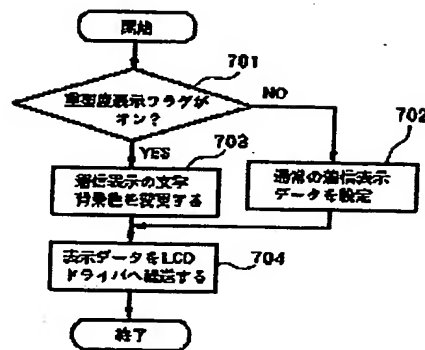 開始
701
重要度表示フラグが
オン？
NO
702
YES
703
着信表示の文字
背景色を変更する
通常の着信表示
データを設定
表示データをLCD
ドライバへ転送する
704
終了